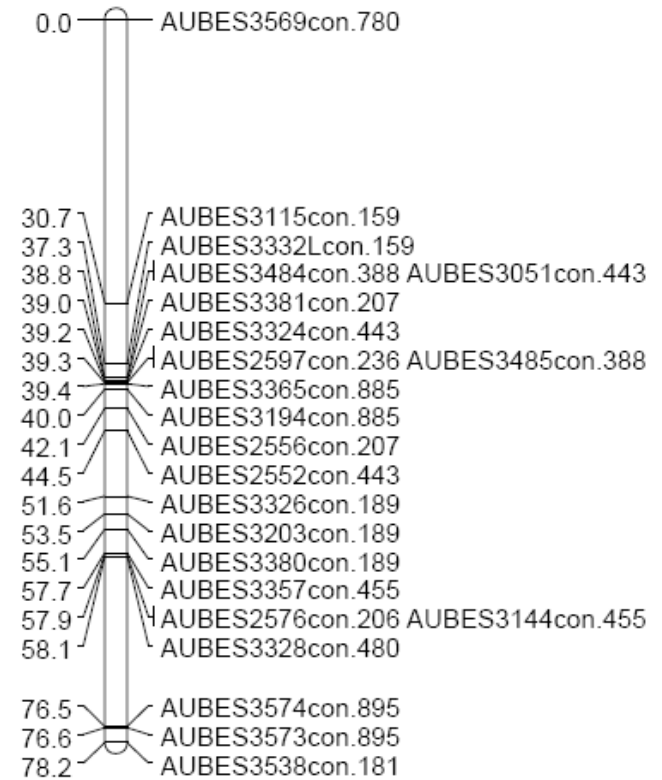 0.0 AUBES3569con.780
30.7 AUBES3115con.159
37.3 AUBES3332Lcon.159
38.8 AUBES3484con.388 AUBES3051con.443
39.0 AUBES3381con.207
39.2 AUBES3324con.443
39.3 AUBES2597con.236 AUBES3485con.388
39.4 AUBES3365con.885
40.0 AUBES3194con.885
42.1 AUBES2556con.207
44.5 AUBES2552con.443
51.6 AUBES3326con.189
53.5 AUBES3203con.189
55.1 AUBES3380con.189
57.7 AUBES3357con.455
57.9 AUBES2576con.206 AUBES3144con.455
58.1 AUBES3328con.480
76.5 AUBES3574con.895
76.6 AUBES3573con.895
78.2 AUBES3538con.181